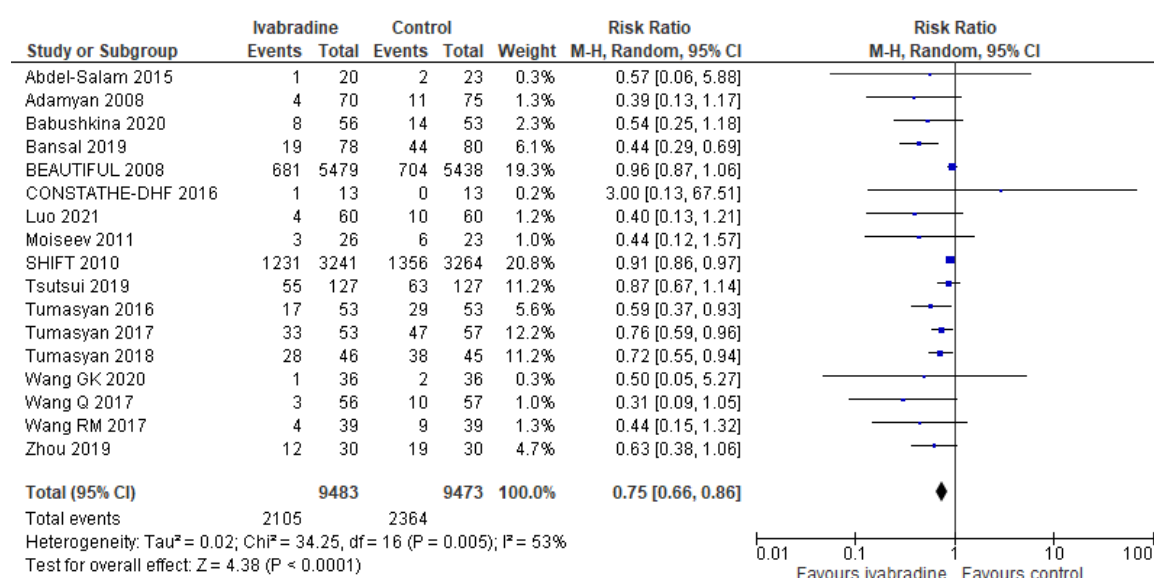 Ivabradine Control Risk Ratio Risk Ratio
Study or Subgroup Events Total Events Total Weight M-H, Random, 95% CI M-H, Random, 95% CI
Abdel-Salam 2015 1 20 2 23 0.3% 0.57 [0.06, 5.88]
Adamyan 2008 4 70 11 75 1.3% 0.39 [0.13, 1.17]
Babushkina 2020 8 56 14 53 2.3% 0.54 [0.25, 1.18]
Bansal 2019 19 78 44 80 6.1% 0.44 [0.29, 0.69]
BEAUTIFUL 2008 681 5479 704 5438 19.3% 0.96 [0.87, 1.06]
CONSTATHE-DHF 2016 1 13 0 13 0.2% 3.00 [0.13, 67.51]
Luo 2021 4 60 10 60 1.2% 0.40 [0.13, 1.21]
Moiseev 2011 3 26 6 23 1.0% 0.44 [0.12, 1.57]
SHIFT 2010 1231 3241 1356 3264 20.8% 0.91 [0.86, 0.97]
Tsutsui 2019 55 127 63 127 11.2% 0.87 [0.67, 1.14]
Tumasyan 2016 17 53 29 53 5.6% 0.59 [0.37, 0.93]
Tumasyan 2017 33 53 47 57 12.2% 0.76 [0.59, 0.96]
Tumasyan 2018 28 46 38 45 11.2% 0.72 [0.55, 0.94]
Wang GK 2020 1 36 2 36 0.3% 0.50 [0.05, 5.27]
Wang Q 2017 3 56 10 57 1.0% 0.31 [0.09, 1.05]
Wang RM 2017 4 39 9 39 1.3% 0.44 [0.15, 1.32]
Zhou 2019 12 30 19 30 4.7% 0.63 [0.38, 1.06]
Total (95% CI) 9483 9473 100.0% 0.75 [0.66, 0.86]
Total events 2105 2364
Heterogeneity: Tau² = 0.02; Chi² = 34.25, df = 16 (P = 0.005); I² = 53%
Test for overall effect: Z = 4.38 (P < 0.0001)
0.01 0.1 1 10 100
Favours ivabradine Favours control